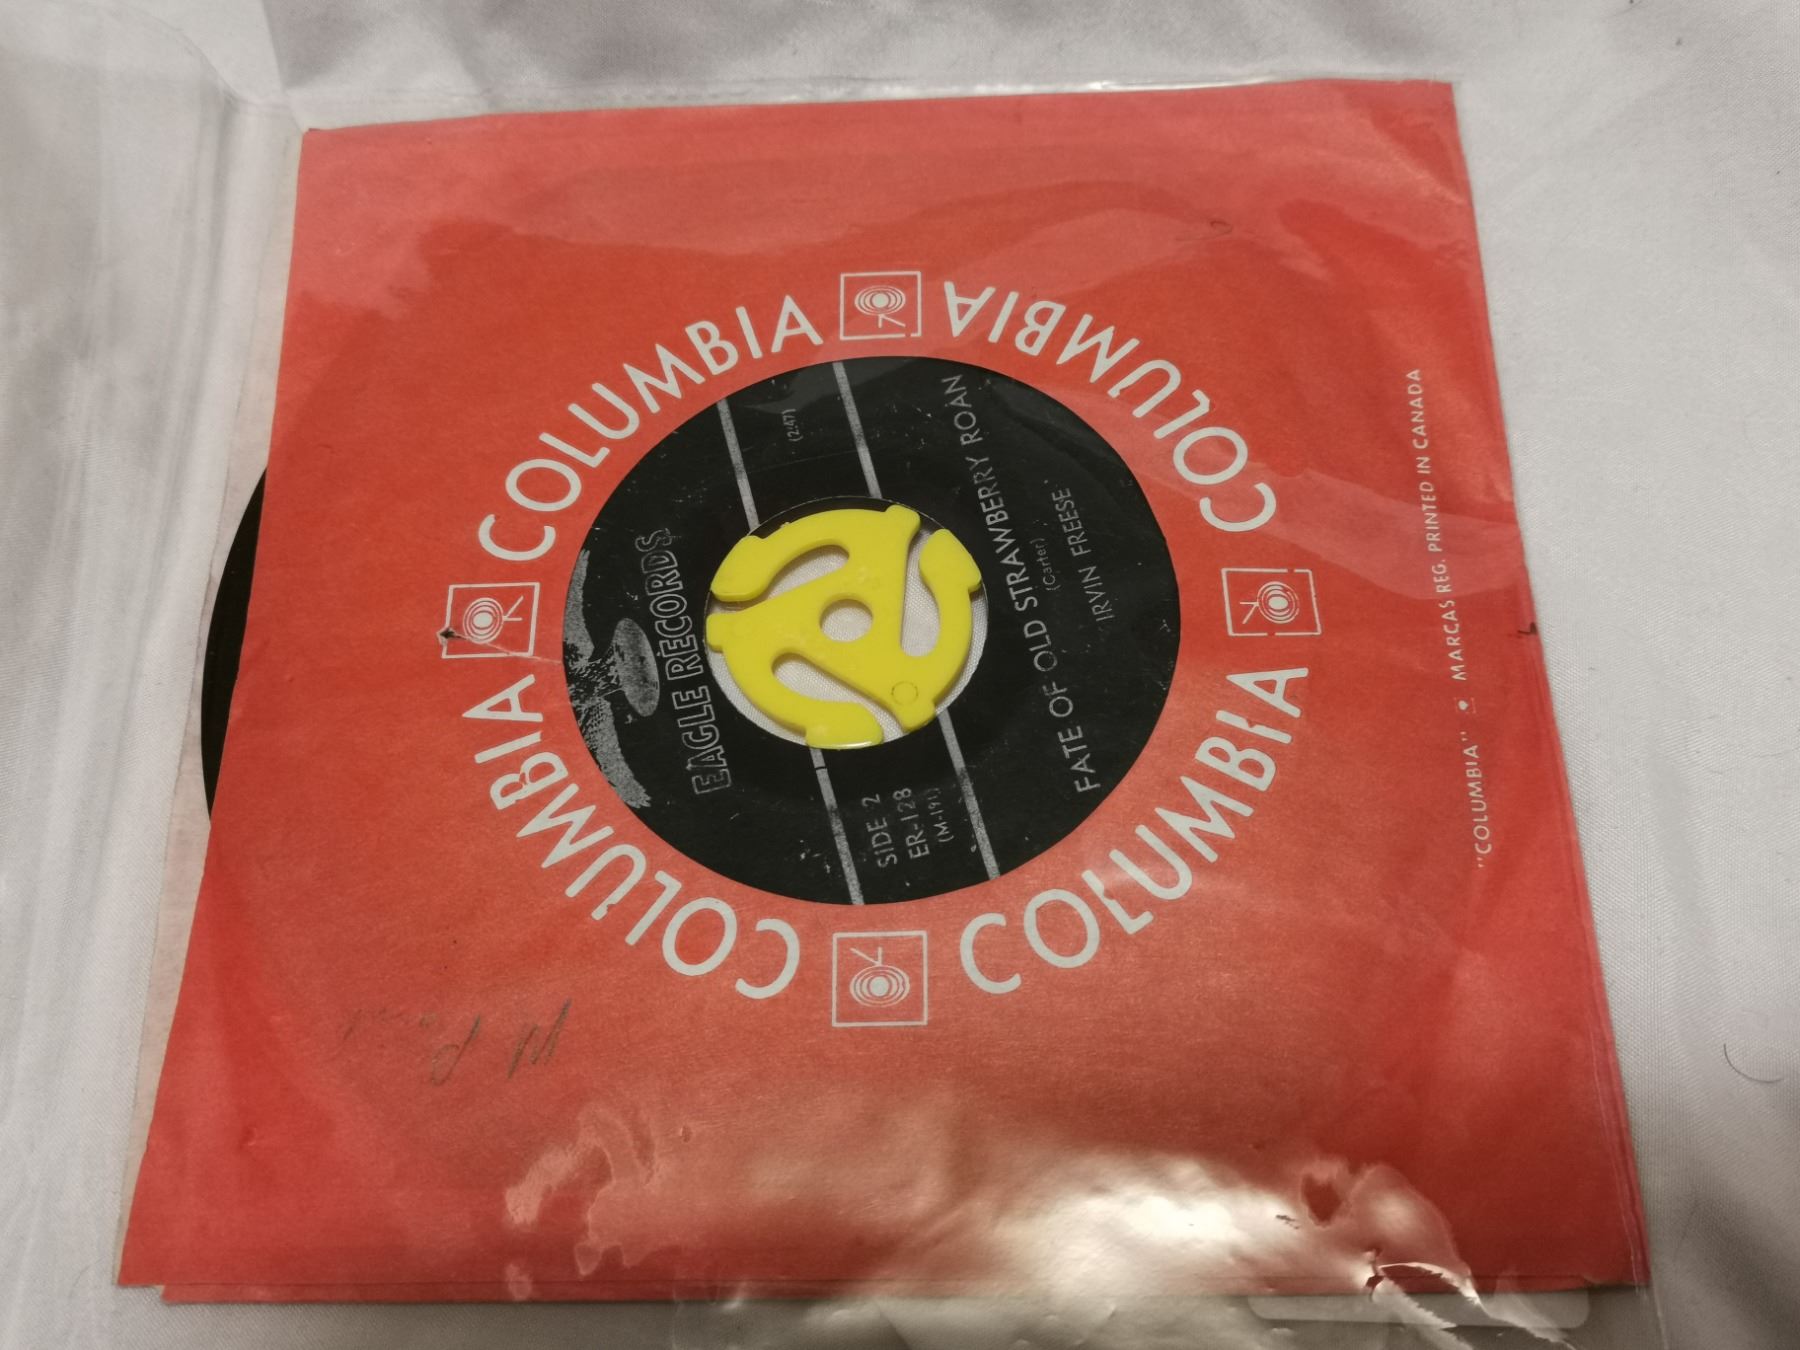 COLUMBIA
COLUMBIA
COLUMBIA
COLUMBIA
EAGLE RECORDS
SIDE 2
ER-128
(M-191)
(2:47)
FATE OF OLD STRAWBERRY ROAN
(Carter)
IRVIN FREESE
"COLUMBIA" MARCAS REG. PRINTED IN CANADA